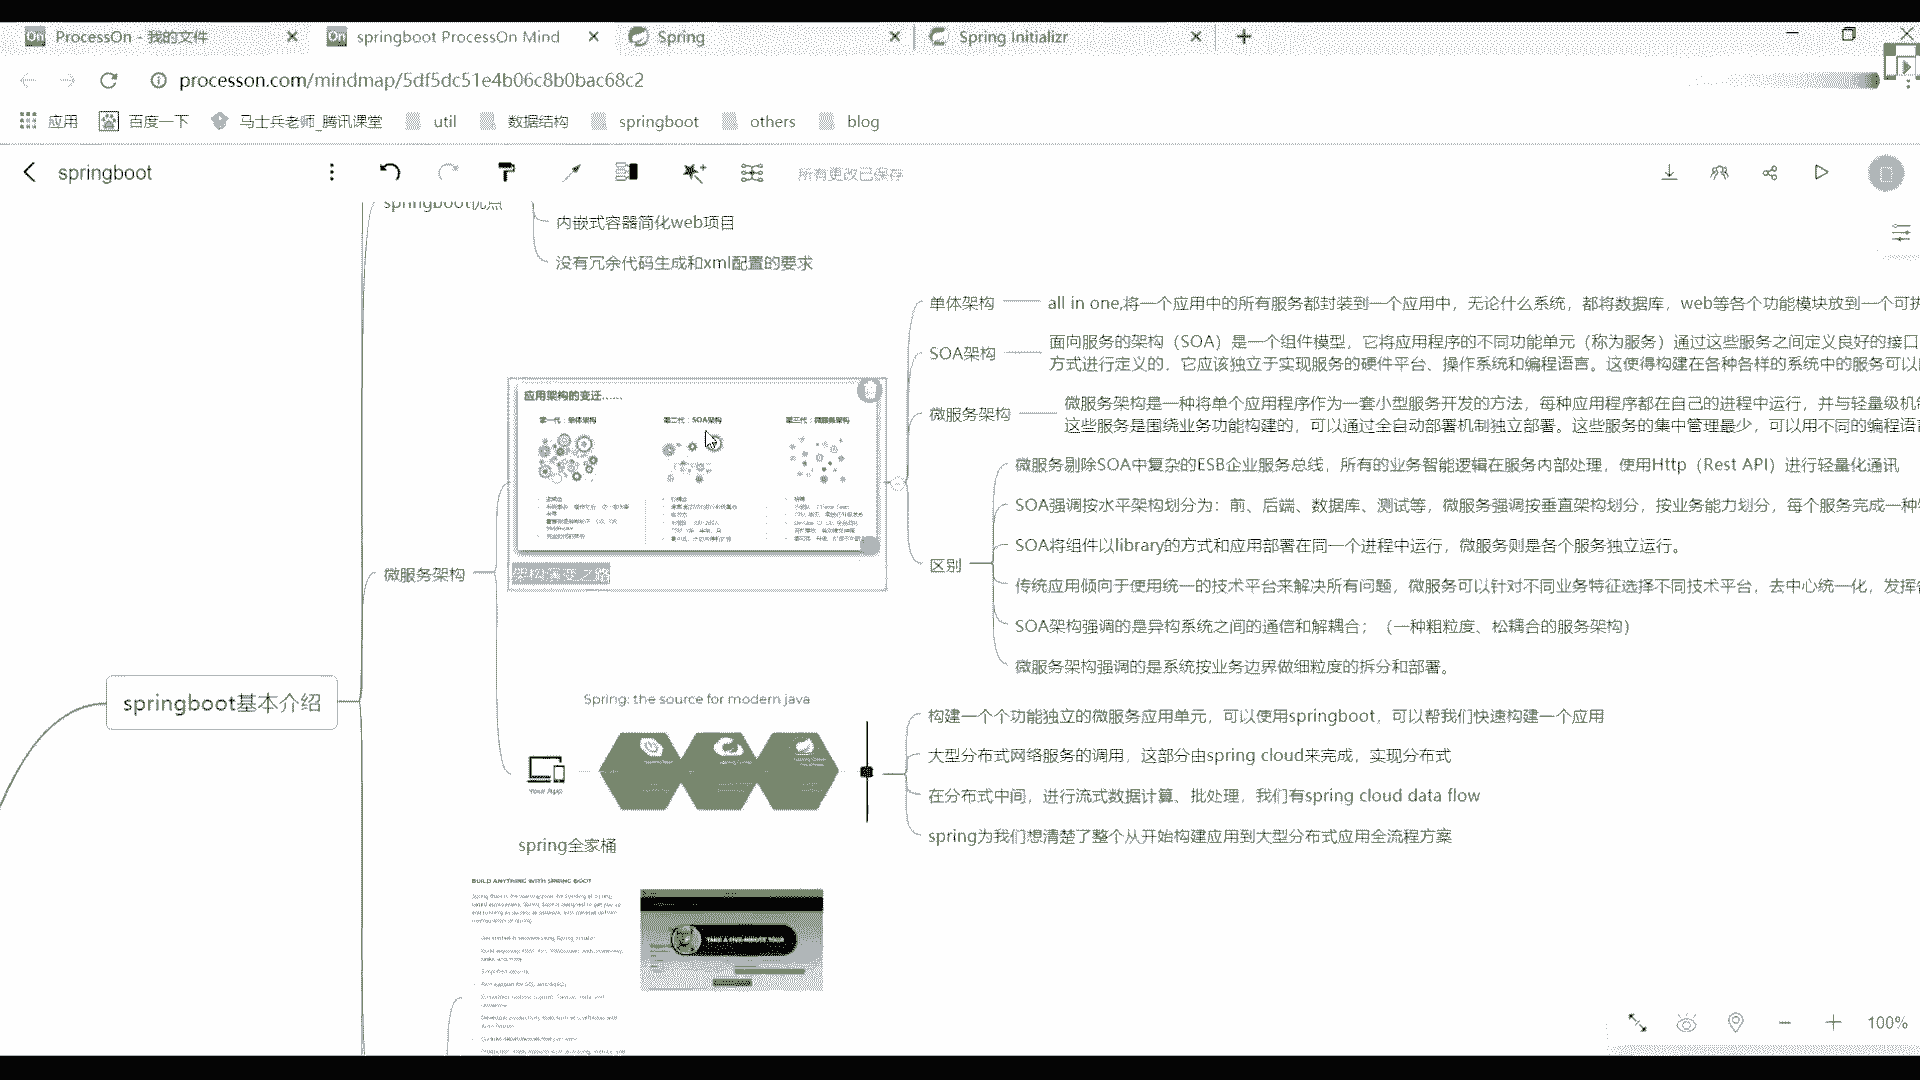 ProcessOn - 我的文件
springboot ProcessOn Mind
Spring
Spring Initializr
processon.com/mindmap/5df5dc51e4b06c8b0bac68c2
应用
百度一下
马士兵老师_腾讯课堂
util
数据结构
springboot
others
blog
springboot
所有更改已保存
springboot优点
内嵌式容器简化web项目
没有冗余代码生成和xml配置的要求
单体架构
all in one,将一个应用中的所有服务都封装到一个应用中，无论什么系统，都将数据库，web等各个功能模块放到一个可执
SOA架构
面向服务的架构（SOA）是一个组件模型，它将应用程序的不同功能单元（称为服务）通过这些服务之间定义良好的接口
方式进行定义的，它应该独立于实现服务的硬件平台、操作系统和编程语言。这使得构建在各种各样的系统中的服务可以
微服务架构
微服务架构是一种将单个应用程序作为一套小型服务开发的方法，每种应用程序都在自己的进程中运行，并与轻量级机制
这些服务是围绕业务功能构建的，可以通过全自动部署机制独立部署。这些服务的集中管理最少，可以用不同的编程语言
应用架构的变迁......
第一代：单体架构
第二代：SOA架构
第三代：微服务架构
架构演变之路
微服务架构
区别
微服务剔除SOA中复杂的ESB企业服务总线，所有的业务智能逻辑在服务内部处理，使用Http（Rest API）进行轻量化通讯
SOA强调按水平架构划分为：前、后端、数据库、测试等，微服务强调按垂直架构划分，按业务能力划分，每个服务完成一种
SOA将组件以library的方式和应用部署在同一个进程中运行，微服务则是各个服务独立运行。
传统应用倾向于使用统一的技术平台来解决所有问题，微服务可以针对不同业务特征选择不同技术平台，去中心统一化，发挥
SOA架构强调的是异构系统之间的通信和解耦合；（一种粗粒度、松耦合的服务架构）
微服务架构强调的是系统按业务边界做细粒度的拆分和部署。
springboot基本介绍
Spring: the source for modern java
Your App
spring全家桶
构建一个个功能独立的微服务应用单元，可以使用springboot，可以帮我们快速构建一个应用
大型分布式网络服务的调用，这部分由spring cloud来完成，实现分布式
在分布式中间，进行流式数据计算、批处理，我们有spring cloud data flow
spring为我们想清楚了整个从开始构建应用到大型分布式应用全流程方案
BUILD ANYTHING WITH SPRING BOOT
TAKE A FIVE-MINUTE TOUR
100%